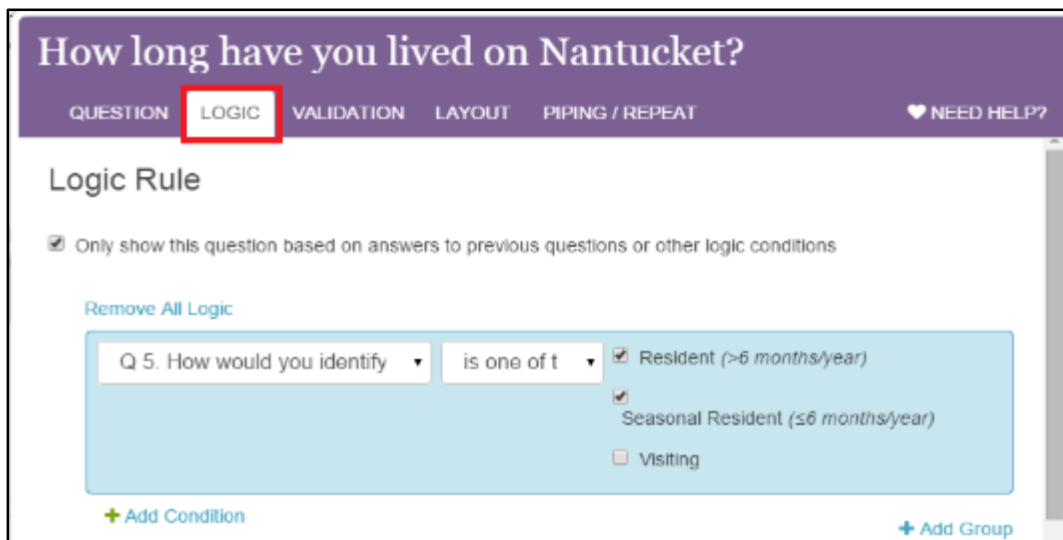 How long have you lived on Nantucket?
QUESTION LOGIC VALIDATION LAYOUT PIPING / REPEAT NEED HELP?
Logic Rule
Only show this question based on answers to previous questions or other logic conditions
Remove All Logic
Q 5. How would you identify is one of t Resident (>6 months/year)
Seasonal Resident (≤6 months/year)
Visiting
+ Add Condition
+ Add Group